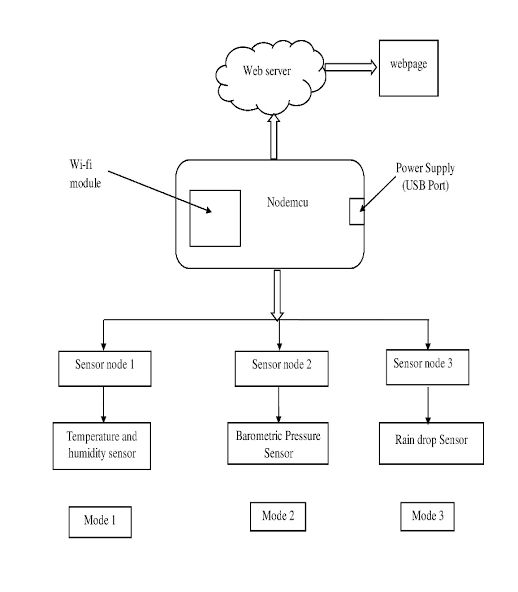 Web server
webpage
Wi-fi
module
Nodemcu
Power Supply
(USB Port)
Sensor node 1
Sensor node 2
Sensor node 3
Temperature and
humidity sensor
Barometric Pressure
Sensor
Rain drop Sensor
Mode 1
Mode 2
Mode 3